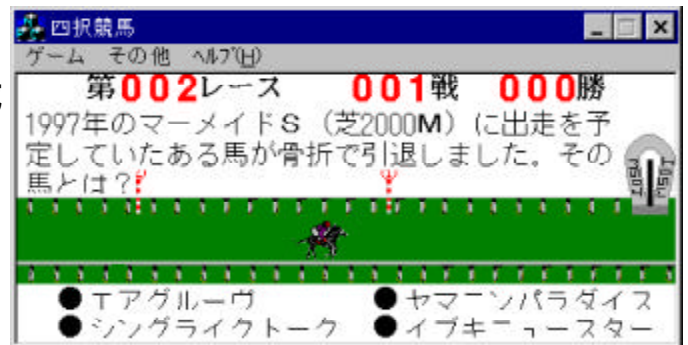 四択競馬
ゲーム その他 ヘルプ(H)
第002レース 001戦 000勝
1997年のマーメイドS（芝2000M）に出走を予
定していたある馬が骨折で引退しました。その
馬とは？
●エアグルーヴ ●ヤマニンパラダイス
●シングライクトーク ●イブキニュースター